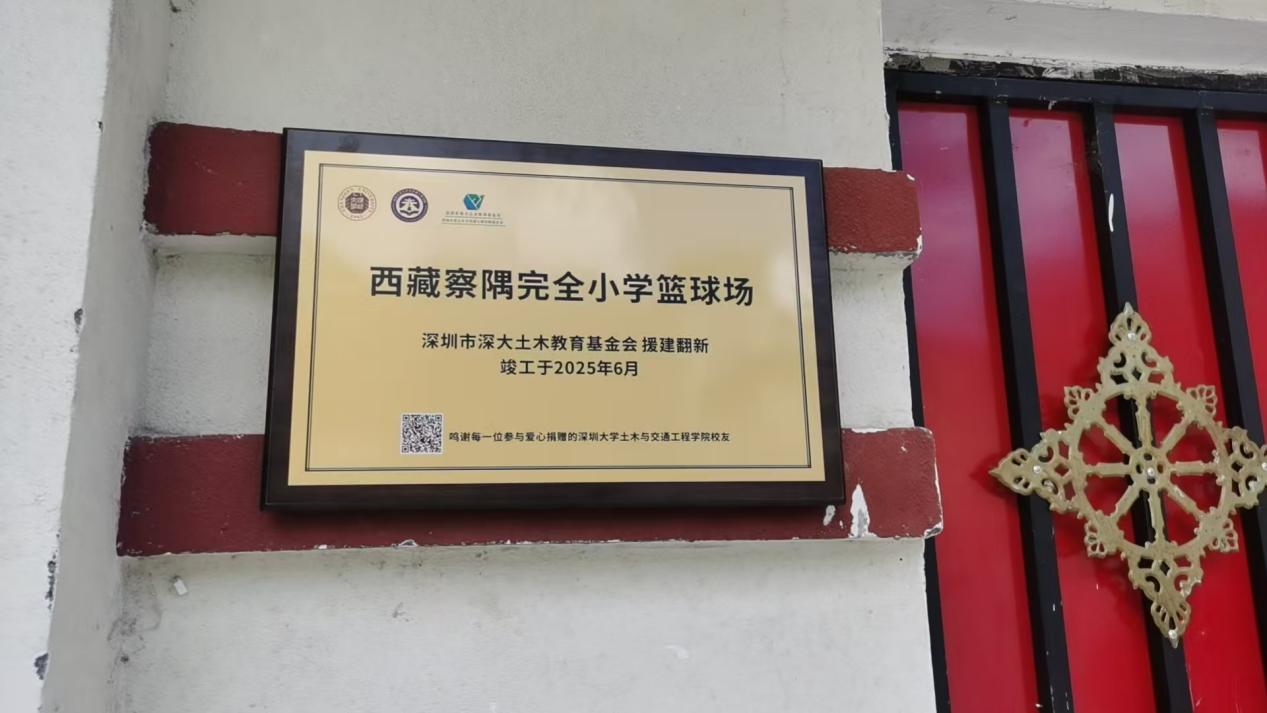 西藏察隅完全小学篮球场
深圳市深大土木教育基金会 援建翻新
竣工于2025年6月
鸣谢每一位参与爱心捐赠的深圳大学土木与交通工程学院校友